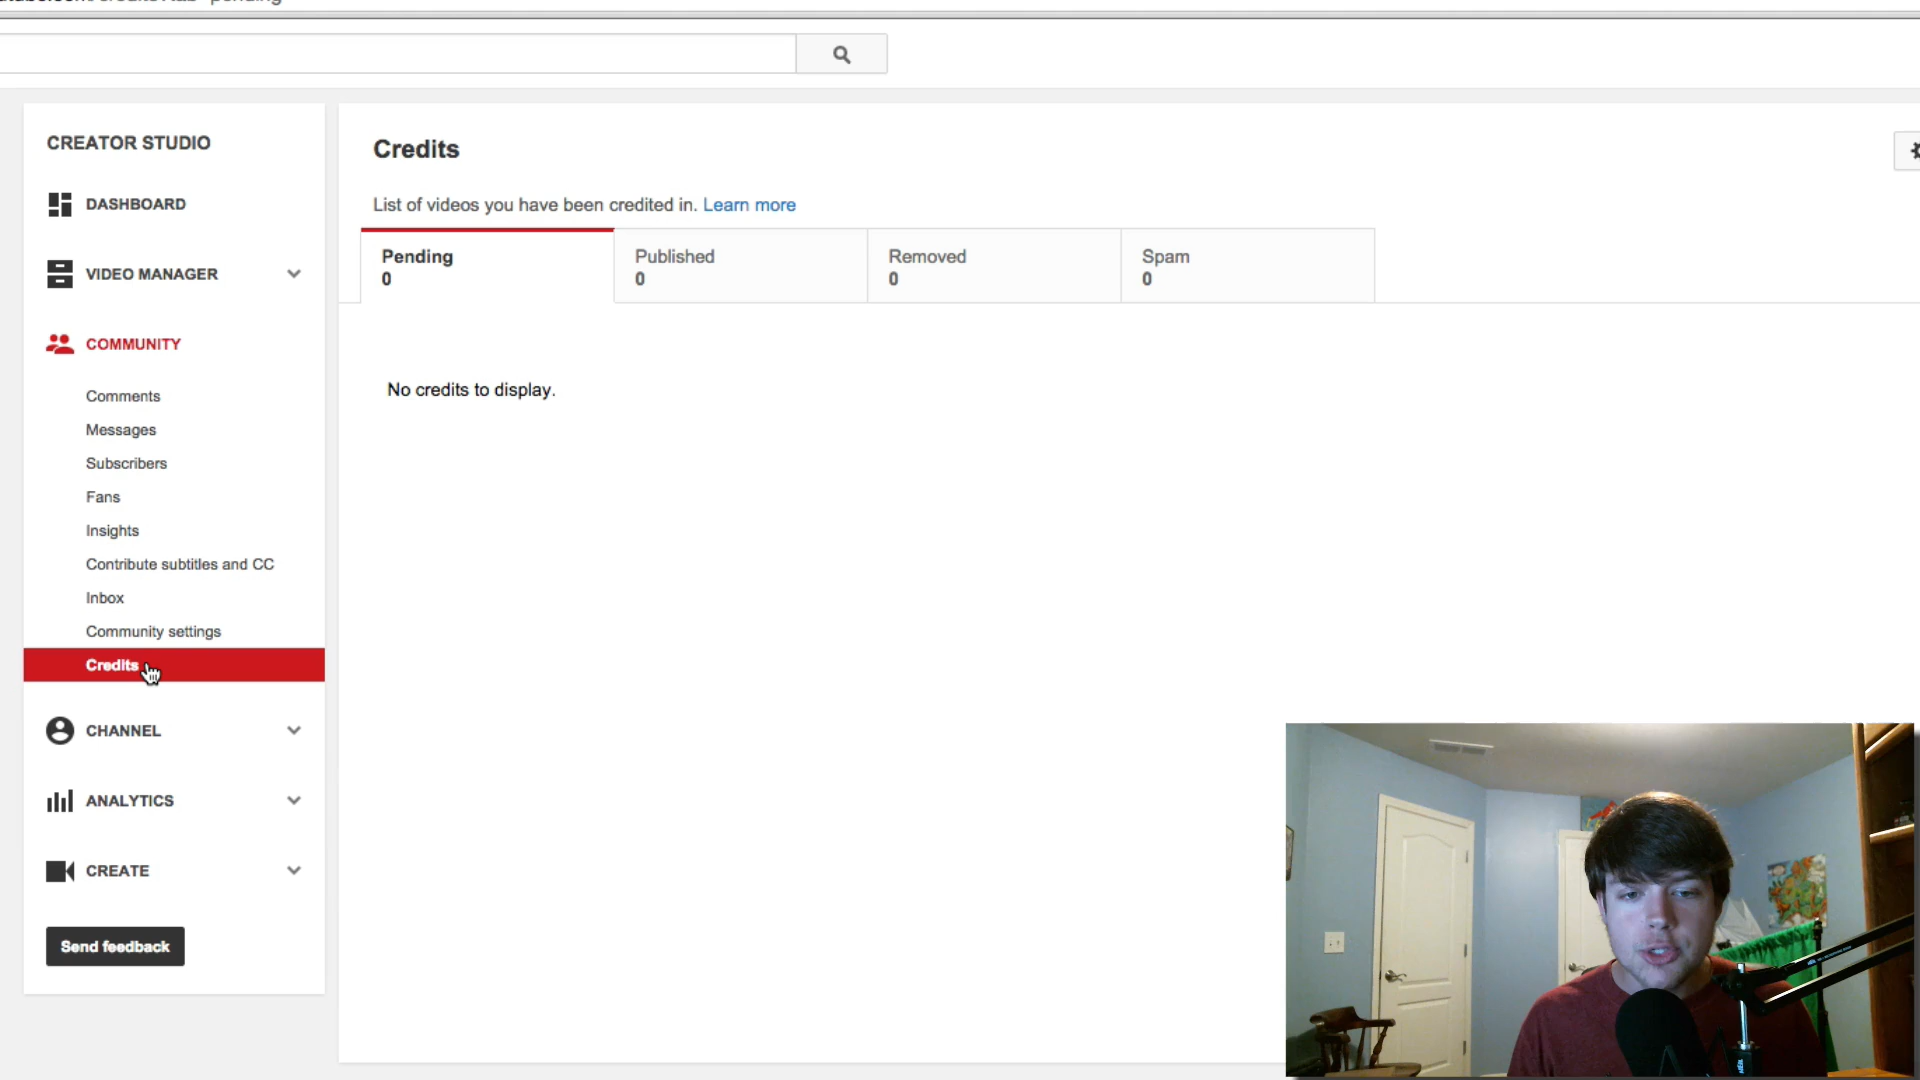 CREATOR STUDIO
DASHBOARD
VIDEO MANAGER
COMMUNITY
Comments
Messages
Subscribers
Fans
Insights
Contribute subtitles and CC
Inbox
Community settings
Credits
CHANNEL
ANALYTICS
CREATE
Send feedback
Credits
List of videos you have been credited in. Learn more
Pending
0
Published
0
Removed
0
Spam
0
No credits to display.